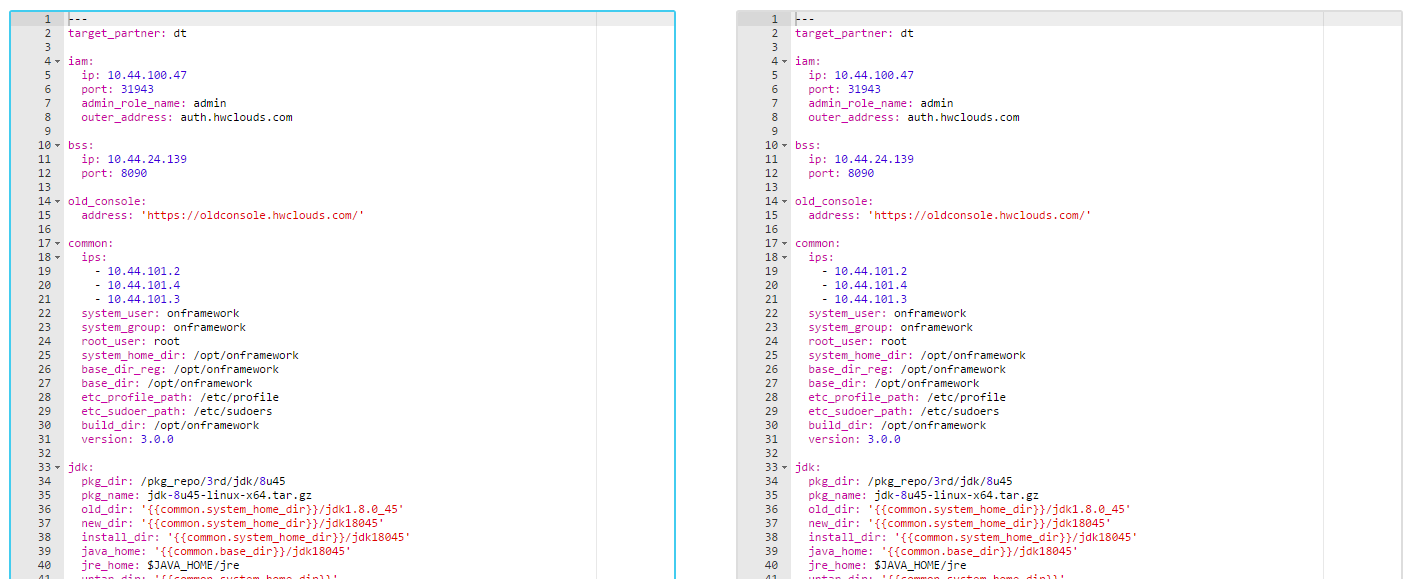 1 ---
2 target_partner: dt
3
4 iam:
5 ip: 10.44.100.47
6 port: 31943
7 admin_role_name: admin
8 outer_address: auth.hwclouds.com
9
10 bss:
11 ip: 10.44.24.139
12 port: 8090
13
14 old_console:
15 address: 'https://oldconsole.hwclouds.com/'
16
17 common:
18 ips:
19 - 10.44.101.2
20 - 10.44.101.4
21 - 10.44.101.3
22 system_user: onframework
23 system_group: onframework
24 root_user: root
25 system_home_dir: /opt/onframework
26 base_dir_reg: /opt/onframework
27 base_dir: /opt/onframework
28 etc_profile_path: /etc/profile
29 etc_sudoer_path: /etc/sudoers
30 build_dir: /opt/onframework
31 version: 3.0.0
32
33 jdk:
34 pkg_dir: /pkg_repo/3rd/jdk/8u45
35 pkg_name: jdk-8u45-linux-x64.tar.gz
36 old_dir: '{{common.system_home_dir}}/jdk1.8.0_45'
37 new_dir: '{{common.system_home_dir}}/jdk18045'
38 install_dir: '{{common.system_home_dir}}/jdk18045'
39 java_home: '{{common.base_dir}}/jdk18045'
40 jre_home: $JAVA_HOME/jre
41 untar_dir: '{{common.system_home_dir}}'
1 ---
2 target_partner: dt
3
4 iam:
5 ip: 10.44.100.47
6 port: 31943
7 admin_role_name: admin
8 outer_address: auth.hwclouds.com
9
10 bss:
11 ip: 10.44.24.139
12 port: 8090
13
14 old_console:
15 address: 'https://oldconsole.hwclouds.com/'
16
17 common:
18 ips:
19 - 10.44.101.2
20 - 10.44.101.4
21 - 10.44.101.3
22 system_user: onframework
23 system_group: onframework
24 root_user: root
25 system_home_dir: /opt/onframework
26 base_dir_reg: /opt/onframework
27 base_dir: /opt/onframework
28 etc_profile_path: /etc/profile
29 etc_sudoer_path: /etc/sudoers
30 build_dir: /opt/onframework
31 version: 3.0.0
32
33 jdk:
34 pkg_dir: /pkg_repo/3rd/jdk/8u45
35 pkg_name: jdk-8u45-linux-x64.tar.gz
36 old_dir: '{{common.system_home_dir}}/jdk1.8.0_45'
37 new_dir: '{{common.system_home_dir}}/jdk18045'
38 install_dir: '{{common.system_home_dir}}/jdk18045'
39 java_home: '{{common.base_dir}}/jdk18045'
40 jre_home: $JAVA_HOME/jre
41 untar_dir: '{{common.system_home_dir}}'